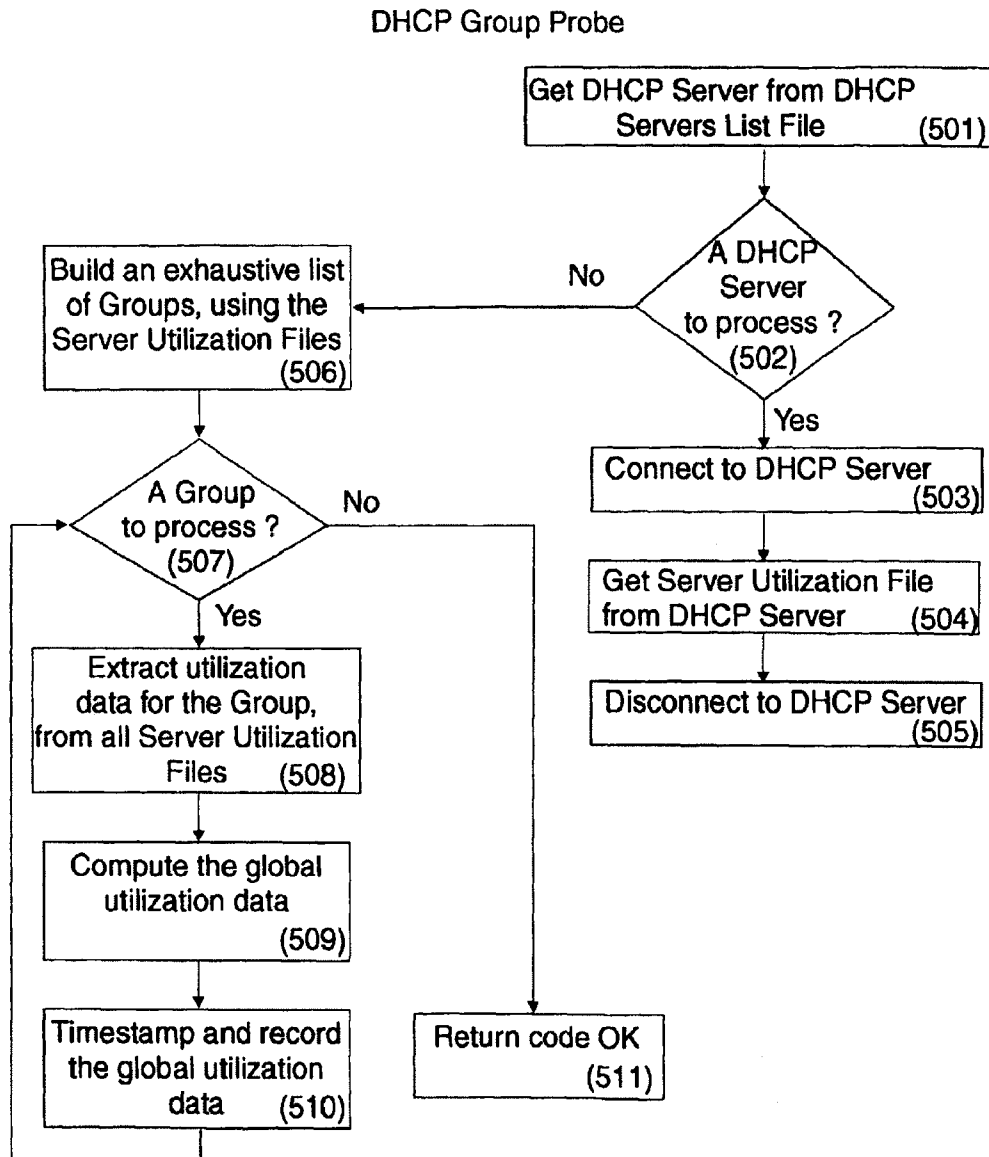 DHCP Group Probe
Get DHCP Server from DHCP
Servers List File
(501)
A DHCP
Server
to process ?
(502)
No
Yes
Build an exhaustive list
of Groups, using the
Server Utilization Files
(506)
Connect to DHCP Server
(503)
A Group
to process ?
(507)
No
Yes
Get Server Utilization File
from DHCP Server
(504)
Extract utilization
data for the Group,
from all Server Utilization
Files
(508)
Disconnect to DHCP Server
(505)
Compute the global
utilization data
(509)
Timestamp and record
the global utilization
data
(510)
Return code OK
(511)